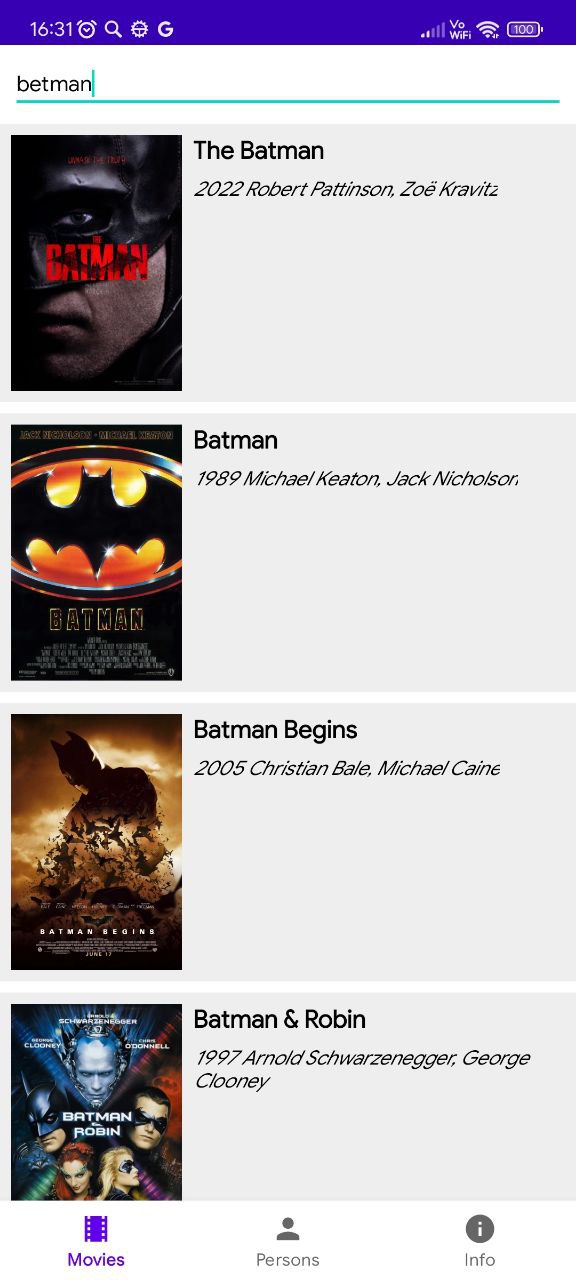 16:31
Vo
WiFi
100
betman
The Batman
2022 Robert Pattinson, Zoë Kravitz
UNMASK THE TRUTH
THE
BATMAN
Batman
1989 Michael Keaton, Jack Nicholson
JACK NICHOLSON · MICHAEL KEATON
BATMAN
Batman Begins
2005 Christian Bale, Michael Caine
BATMAN BEGINS
JUNE 17
Batman & Robin
1997 Arnold Schwarzenegger, George
Clooney
ARNOLD
SCHWARZENEGGER
GEORGE
CLOONEY
CHRIS
O'DONNELL
BATMAN
&
ROBIN
Movies
Persons
Info